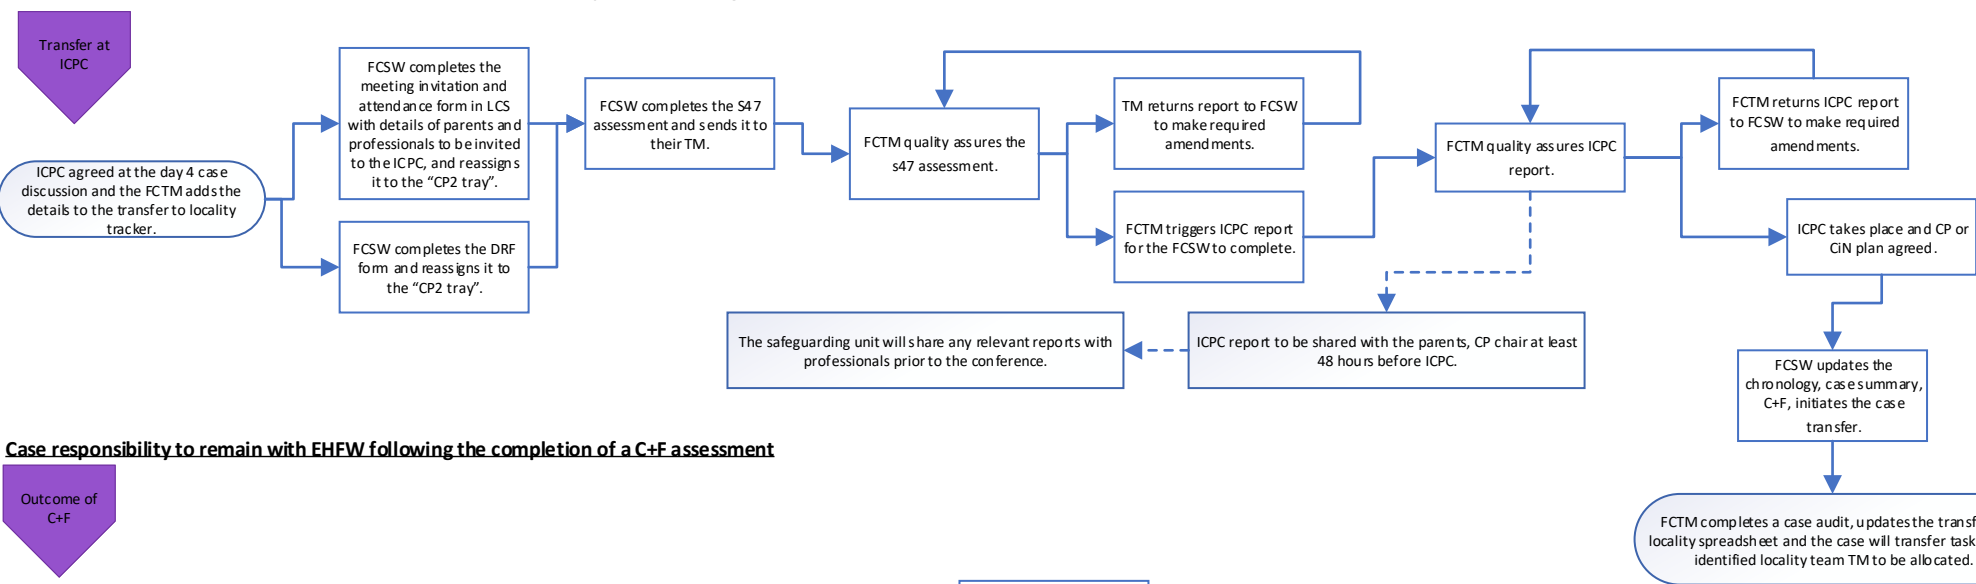 Transfer at
ICPC
ICPC agreed at the day 4 case
discussion and the FCTM adds the
details to the transfer to locality
tracker.
FCSW completes the
meeting invitation and
attendance form in LCS
with details of parents and
professionals to be invited
to the ICPC, and reassigns
it to the “CP2 tray”.
FCSW completes the DRF
form and reassigns it to
the “CP2 tray”.
FCSW completes the S47
assessment and sends it to
their TM.
FCTM quality assures the
s47 assessment.
TM returns report to FCSW
to make required
amendments.
FCTM triggers ICPC report
for the FCSW to complete.
FCTM quality assures ICPC
report.
FCTM returns ICPC report
to FCSW to make required
amendments.
ICPC takes place and CP or
CiN plan agreed.
The safeguarding unit will share any relevant reports with
professionals prior to the conference.
ICPC report to be shared with the parents, CP chair at least
48 hours before ICPC.
FCSW updates the
chronology, case summary,
C+F, initiates the case
transfer.
FCTM completes a case audit, updates the transf
locality spreadsheet and the case will transfer task
identified locality team TM to be allocated.
Case responsibility to remain with EHFW following the completion of a C+F assessment
Outcome of
C+F